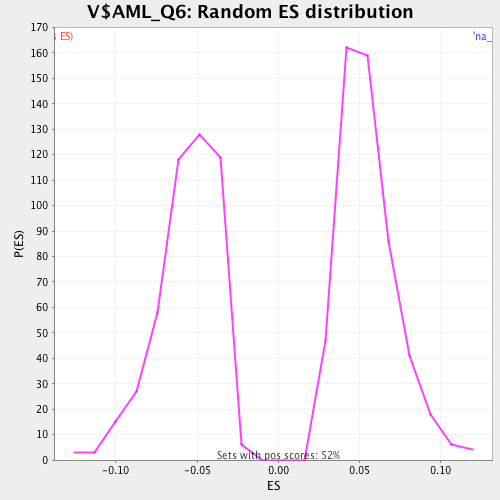 V$AML_Q6: Random ES distribution
ES)
'na_
P(ES)
170
160
150
140
130
120
110
100
90
80
70
60
50
40
30
20
10
0
Sets with pos scores: 52%
-0.10 -0.05 0.00 0.05 0.10
ES